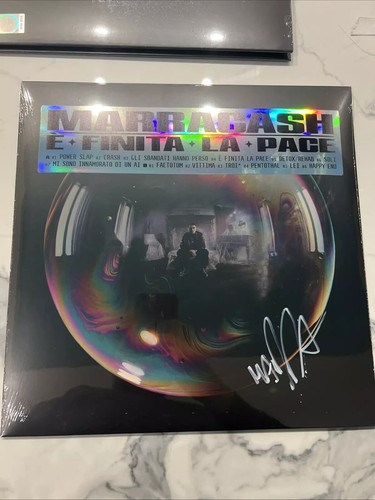 MARRACASH
E FINITA LA PACE
01 POWER SLAP 02 CRASH 03 GLI SBANDATI HANNO PERSO 04 E FINITA LA PACE 05 DETOX/REHAB 06 SOLI
07 MI SONO INNAMORATO DI UN AI 08 FACTOTUM 09 VITTIMA 10 TROI* 11 PENTOTHAL 12 LEI 13 HAPPY END